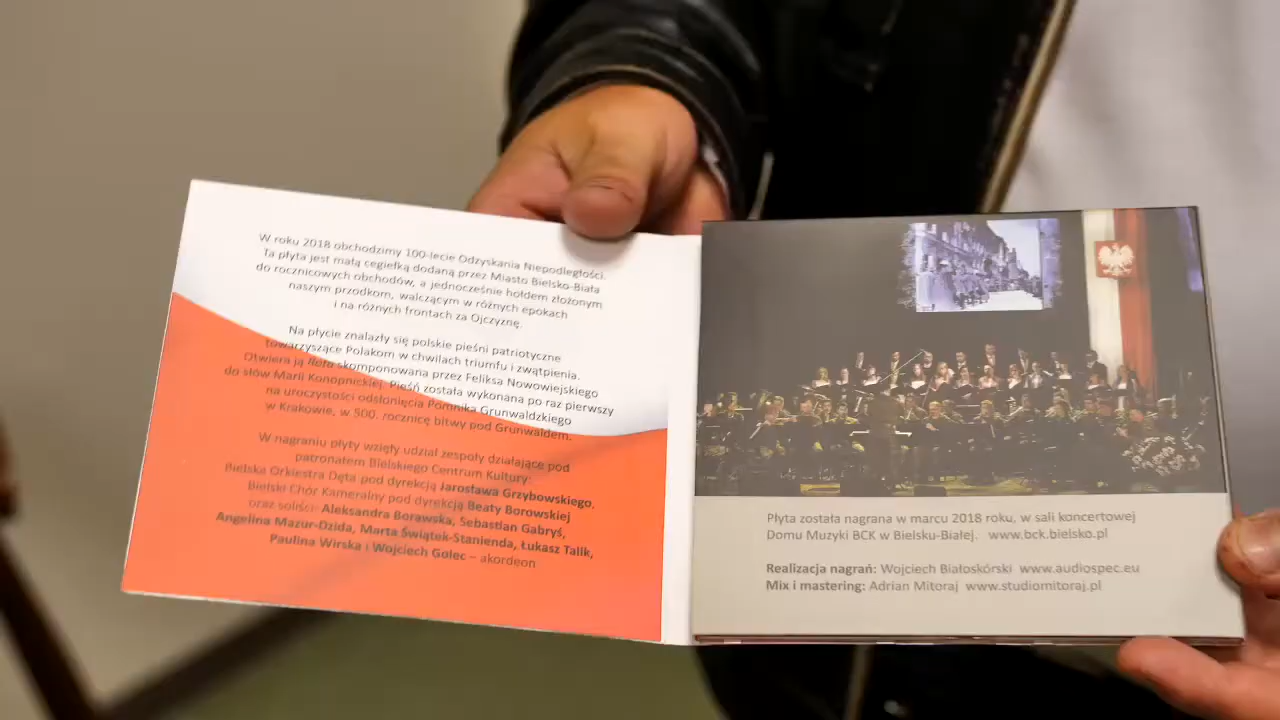 W roku 2018 obchodzimy 100-lecie Odzyskania Niepodległości.
Ta płyta jest małą cegiełką dodaną przez Miasto Bielsko-Biała
do rocznicowych obchodów, a jednocześnie hołdem złożonym
naszym przodkom, walczącym w różnych epokach
i na różnych frontach za Ojczyznę.
Na płycie znalazły się polskie pieśni patriotyczne
towarzyszące Polakom w chwilach triumfu i zwątpienia.
Otwiera ją Rota skomponowana przez Feliksa Nowowiejskiego
do słów Marii Konopnickiej. Pieśń została wykonana po raz pierwszy
na uroczystości odsłonięcia Pomnika Grunwaldzkiego
w Krakowie, w 500. rocznicę bitwy pod Grunwaldem.
W nagraniu płyty wzięły udział zespoły działające pod
patronatem Bielskiego Centrum Kultury:
Bielska Orkiestra Dęta pod dyrekcją Jarosława Grzybowskiego,
Bielski Chór Kameralny pod dyrekcją Beaty Borowskiej
oraz soliści: Aleksandra Borawska, Sebastian Gabryś,
Angelina Mazur-Dzida, Marta Świątek-Stanienda, Łukasz Talik,
Paulina Wirska i Wojciech Golec – akordeon
Płyta została nagrana w marcu 2018 roku, w sali koncertowej
Domu Muzyki BCK w Bielsku-Białej. www.bck.bielsko.pl
Realizacja nagrań: Wojciech Białoskórski www.audiospec.eu
Mix i mastering: Adrian Mitoraj www.studiomitoraj.pl